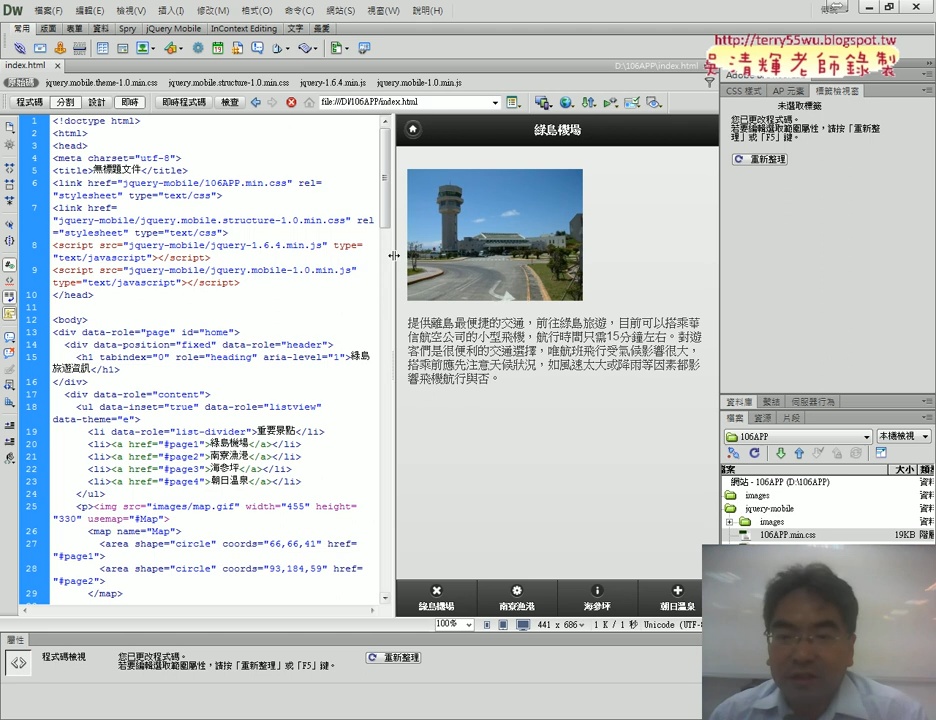 Dw 檔案(F) 編輯(E) 檢視(V) 插入(I) 修改(M) 格式(O) 命令(C) 網站(S) 視窗(W) 說明(H)
常用 版面 表單 資料 Spry jQuery Mobile InContext Editing 文字 最愛
http://terry55wu.blogspot.tw
吳清輝老師錄製
index.html × D:\106APP\index.html
原始碼 jquery.mobile.theme-1.0.min.css jquery.mobile.structure-1.0.min.css jquery-1.6.4.min.js jquery.mobile-1.0.min.js
程式碼 分割 設計 即時 即時程式碼 檢查 file:///D|/106APP/index.html
1 <!doctype html>
2 <html>
3 <head>
4 <meta charset="utf-8">
5 <title>無標題文件</title>
6 <link href="jquery-mobile/106APP.min.css" rel=
"stylesheet" type="text/css">
7 <link href=
"jquery-mobile/jquery.mobile.structure-1.0.min.css" rel
="stylesheet" type="text/css">
8 <script src="jquery-mobile/jquery-1.6.4.min.js" type=
"text/javascript"></script>
9 <script src="jquery-mobile/jquery.mobile-1.0.min.js"
type="text/javascript"></script>
10 </head>
11
12 <body>
13 <div data-role="page" id="home">
14 <div data-position="fixed" data-role="header">
15 <h1 tabindex="0" role="heading" aria-level="1">綠島
旅遊資訊</h1>
16 </div>
17 <div data-role="content">
18 <ul data-inset="true" data-role="listview"
data-theme="e">
19 <li data-role="list-divider">重要景點</li>
20 <li><a href="#page1">綠島機場</a></li>
21 <li><a href="#page2">南寮漁港</a></li>
22 <li><a href="#page3">海參坪</a></li>
23 <li><a href="#page4">朝日溫泉</a></li>
24 </ul>
25 <p><img src="images/map.gif" width="455" height=
"330" usemap="#Map">
26 <map name="Map">
27 <area shape="circle" coords="66,66,41" href=
"#page1">
28 <area shape="circle" coords="93,184,59" href=
"#page2">
29 </map>
綠島機場
提供離島最便捷的交通，前往綠島旅遊，目前可以搭乘華
信航空公司的小型飛機，航行時間只需15分鐘左右。對遊
客們是很便利的交通選擇，唯航班飛行受氣候影響很大，
搭乘前應先注意天候狀況，如風速太大或降雨等因素都影
響飛機航行與否。
綠島機場 南寮漁港 海參坪 朝日溫泉
100% 441 x 686 1 K / 1 秒 Unicode (UTF-
CSS 樣式 AP 元素 標籤檢視窗
未選取標籤
您已更改程式碼。
若要編輯選取範圍屬性，請按「重新整
理」或「F5」鍵。
重新整理
資料庫 繫結 伺服器行為
檔案 資源 片段
106APP 本機檢視
檔案 大小
網站 - 106APP (D:\106APP)
images
jquery-mobile
images
106APP.min.css 19KB
屬性
程式碼檢視 您已更改程式碼。
若要編輯選取範圍屬性，請按「重新整理」或「F5」鍵。
重新整理